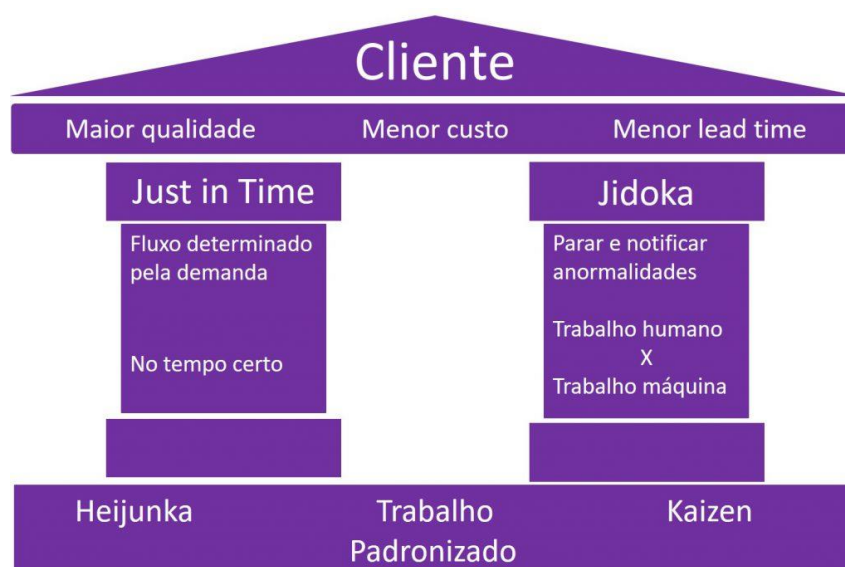 Cliente
Maior qualidade Menor custo Menor lead time
Just in Time
Fluxo determinado
pela demanda
No tempo certo
Jidoka
Parar e notificar
anormalidades
Trabalho humano
X
Trabalho máquina
Heijunka Trabalho Kaizen
Padronizado